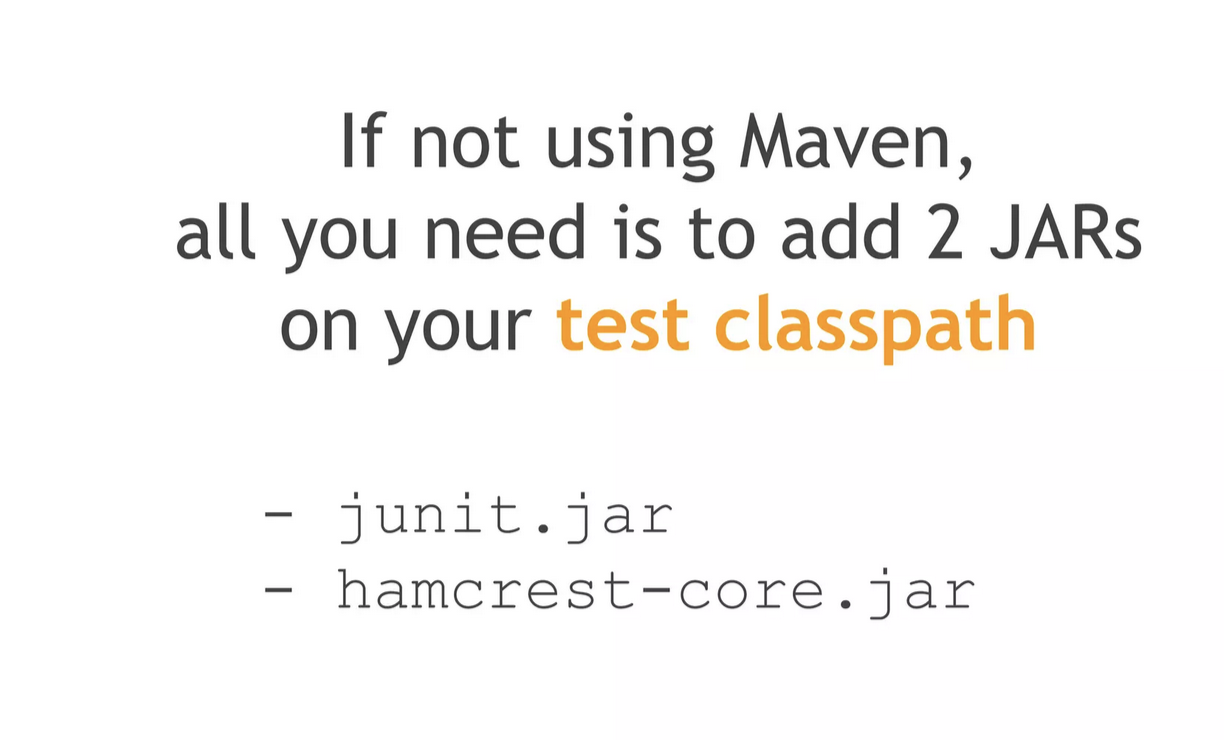 If not using Maven,
all you need is to add 2 JARs
on your test classpath
- junit.jar
- hamcrest-core.jar